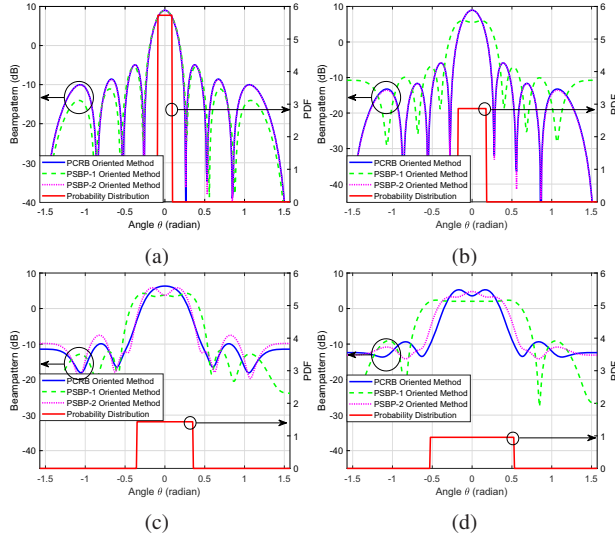 10
0
-10
-20
-30
-40
Beampattern (dB)
6
5
4
3
2
1
0
PDF
PCRB Oriented Method
PSBP-1 Oriented Method
PSBP-2 Oriented Method
Probability Distribution
-1.5 -1 -0.5 0 0.5 1 1.5
Angle θ (radian)
(a)
10
0
-10
-20
-30
-40
Beampattern (dB)
6
5
4
3
2
1
0
PDF
PCRB Oriented Method
PSBP-1 Oriented Method
PSBP-2 Oriented Method
Probability Distribution
-1.5 -1 -0.5 0 0.5 1 1.5
Angle θ (radian)
(b)
10
0
-10
-20
-30
-40
Beampattern (dB)
6
5
4
3
2
1
0
PDF
PCRB Oriented Method
PSBP-1 Oriented Method
PSBP-2 Oriented Method
Probability Distribution
-1.5 -1 -0.5 0 0.5 1 1.5
Angle θ (radian)
(c)
10
0
-10
-20
-30
-40
Beampattern (dB)
6
5
4
3
2
1
0
PDF
PCRB Oriented Method
PSBP-1 Oriented Method
PSBP-2 Oriented Method
Probability Distribution
-1.5 -1 -0.5 0 0.5 1 1.5
Angle θ (radian)
(d)